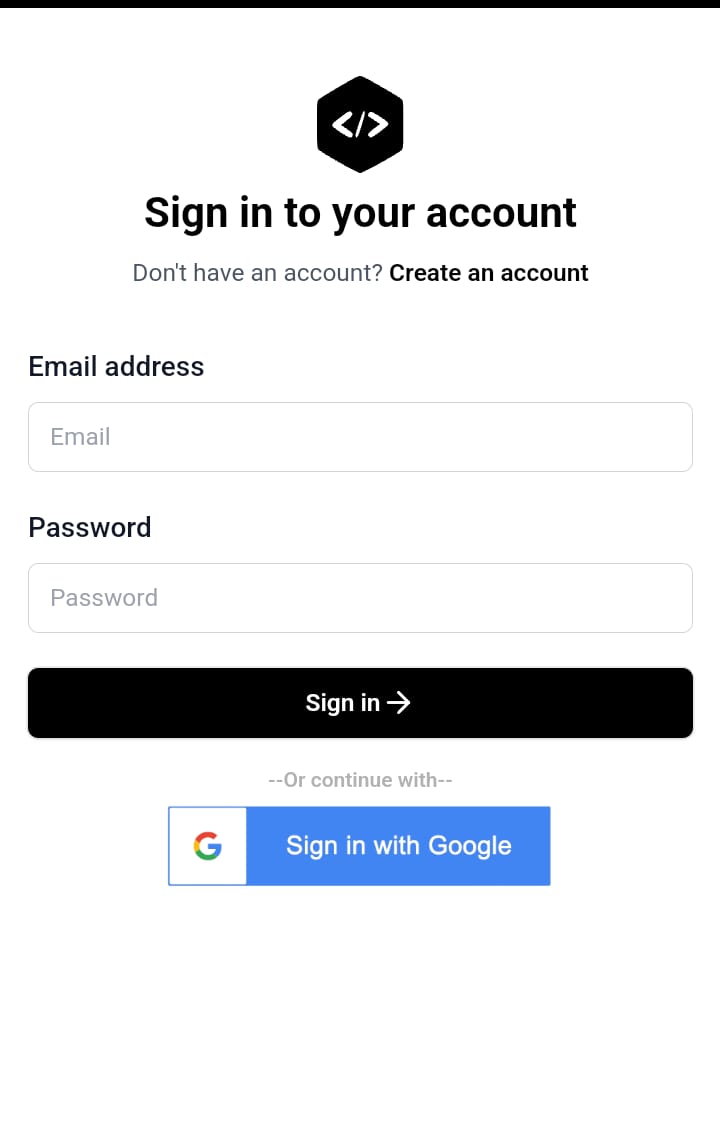 </>
Sign in to your account
Don't have an account? Create an account
Email address
Email
Password
Password
Sign in →
--Or continue with--
G Sign in with Google